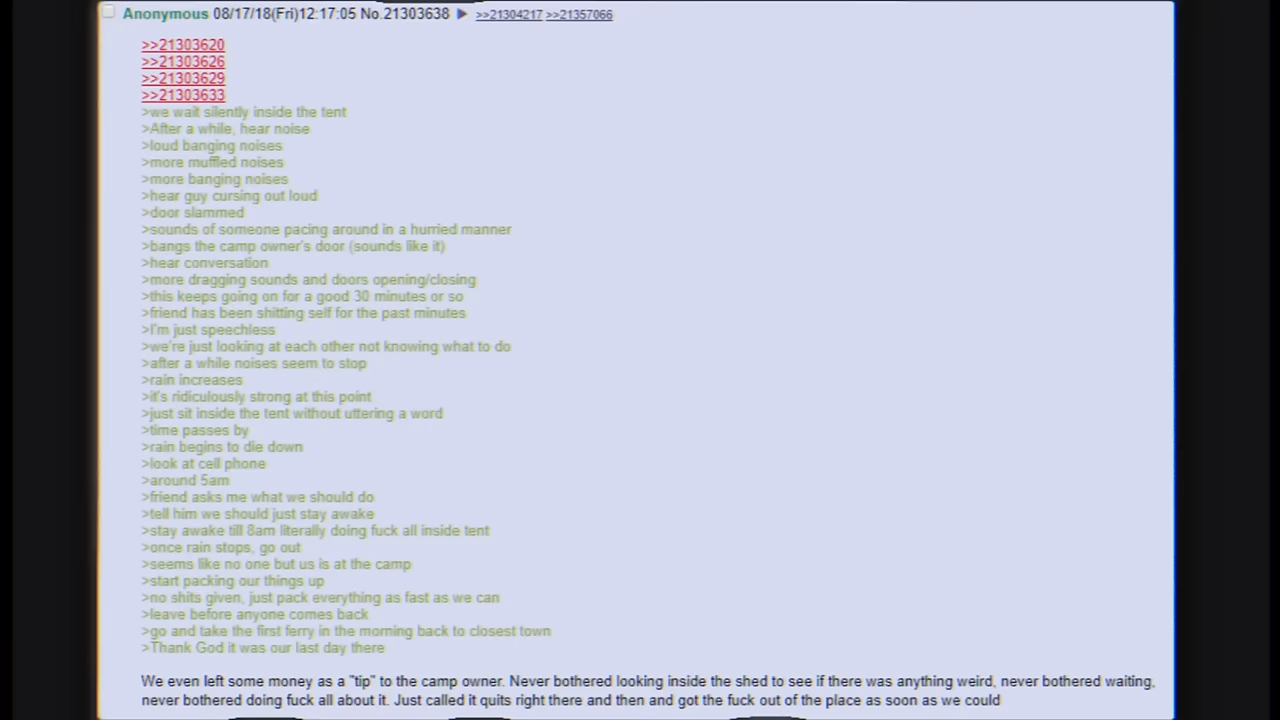 Anonymous 08/17/18(Fri)12:17:05 No.21303638 ▶ >>21304217 >>21357066
>>21303620
>>21303626
>>21303629
>>21303633
>we wait silently inside the tent
>After a while, hear noise
>loud banging noises
>more muffled noises
>more banging noises
>hear guy cursing out loud
>door slammed
>sounds of someone pacing around in a hurried manner
>bangs the camp owner's door (sounds like it)
>hear conversation
>more dragging sounds and doors opening/closing
>this keeps going on for a good 30 minutes or so
>friend has been shitting self for the past minutes
>I'm just speechless
>we're just looking at each other not knowing what to do
>after a while noises seem to stop
>rain increases
>it's ridiculously strong at this point
>just sit inside the tent without uttering a word
>time passes by
>rain begins to die down
>look at cell phone
>around 5am
>friend asks me what we should do
>tell him we should just stay awake
>stay awake till 8am literally doing fuck all inside tent
>once rain stops, go out
>seems like no one but us is at the camp
>start packing our things up
>no shits given, just pack everything as fast as we can
>leave before anyone comes back
>go and take the first ferry in the morning back to closest town
>Thank God it was our last day there
We even left some money as a "tip" to the camp owner. Never bothered looking inside the shed to see if there was anything weird, never bothered waiting,
never bothered doing fuck all about it. Just called it quits right there and then and got the fuck out of the place as soon as we could